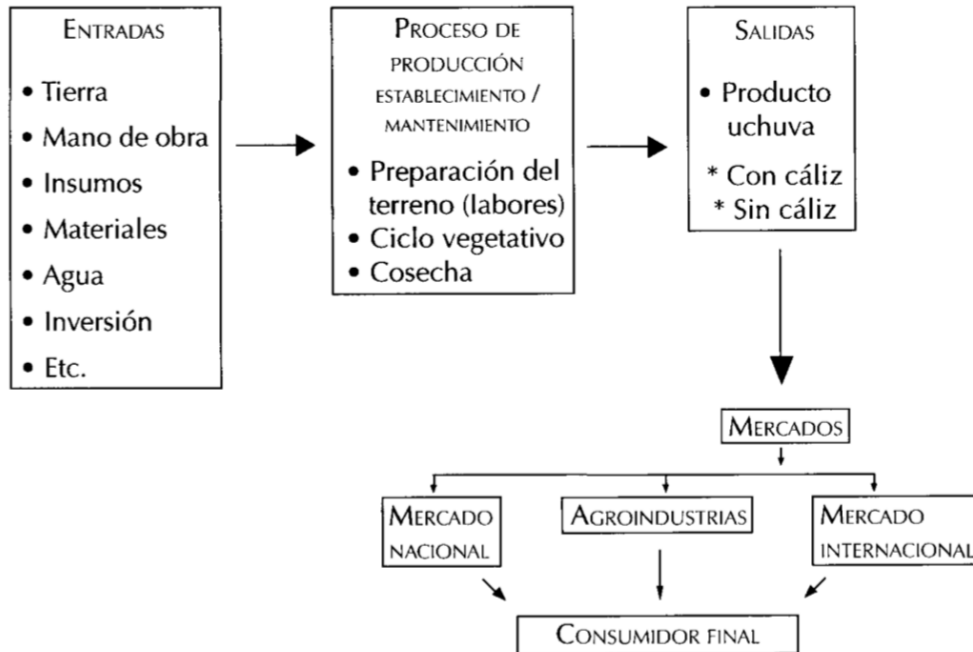 ENTRADAS
• Tierra
• Mano de obra
• Insumos
• Materiales
• Agua
• Inversión
• Etc.
PROCESO DE
PRODUCCIÓN
ESTABLECIMIENTO /
MANTENIMIENTO
• Preparación del
terreno (labores)
• Ciclo vegetativo
• Cosecha
SALIDAS
• Producto
uchuva
* Con cáliz
* Sin cáliz
MERCADOS
MERCADO
NACIONAL
AGROINDUSTRIAS
MERCADO
INTERNACIONAL
CONSUMIDOR FINAL